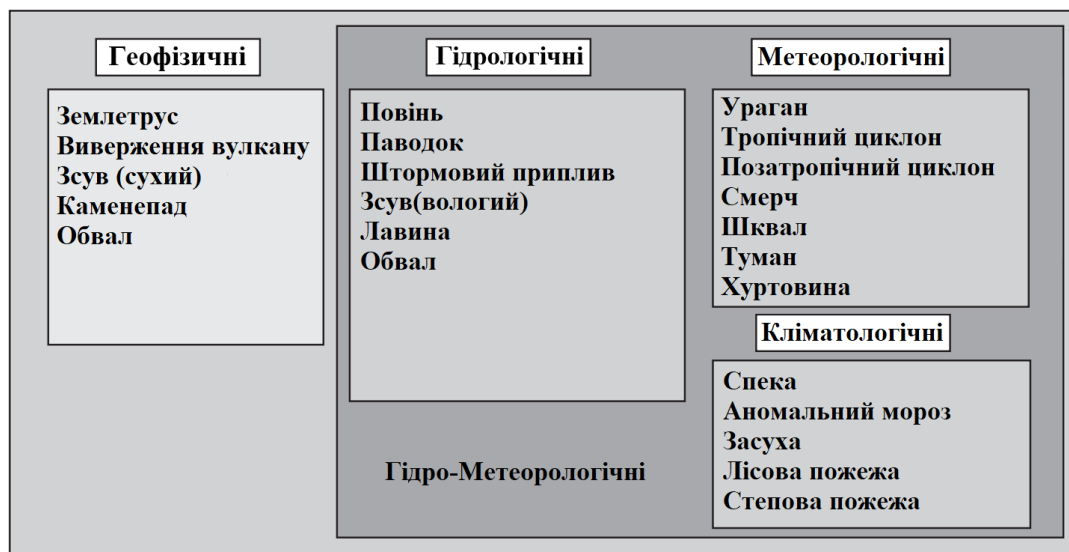 Геофізичні
Землетрус
Виверження вулкану
Зсув (сухий)
Каменепад
Обвал
Гідрологічні
Повінь
Паводок
Штормовий приплив
Зсув(вологий)
Лавина
Обвал
Метеорологічні
Ураган
Тропічний циклон
Позатропічний циклон
Смерч
Шквал
Туман
Хуртовина
Кліматологічні
Спека
Аномальний мороз
Засуха
Лісова пожежа
Степова пожежа
Гідро-Метеорологічні